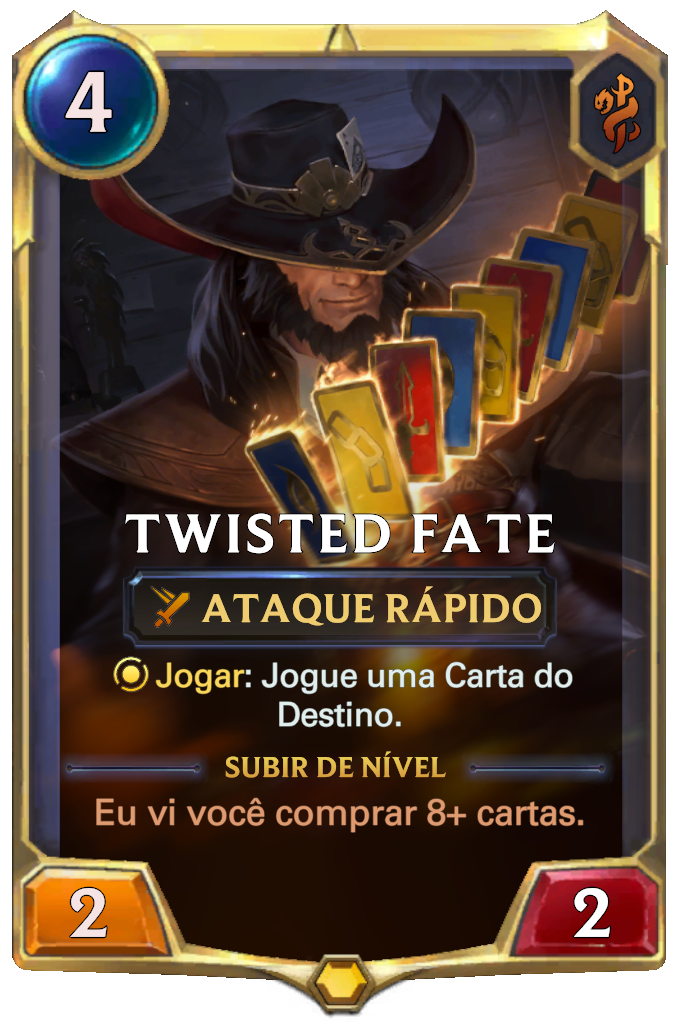 4
TWISTED FATE
ATAQUE RÁPIDO
Jogar: Jogue uma Carta do
Destino.
SUBIR DE NÍVEL
Eu vi você comprar 8+ cartas.
2
2